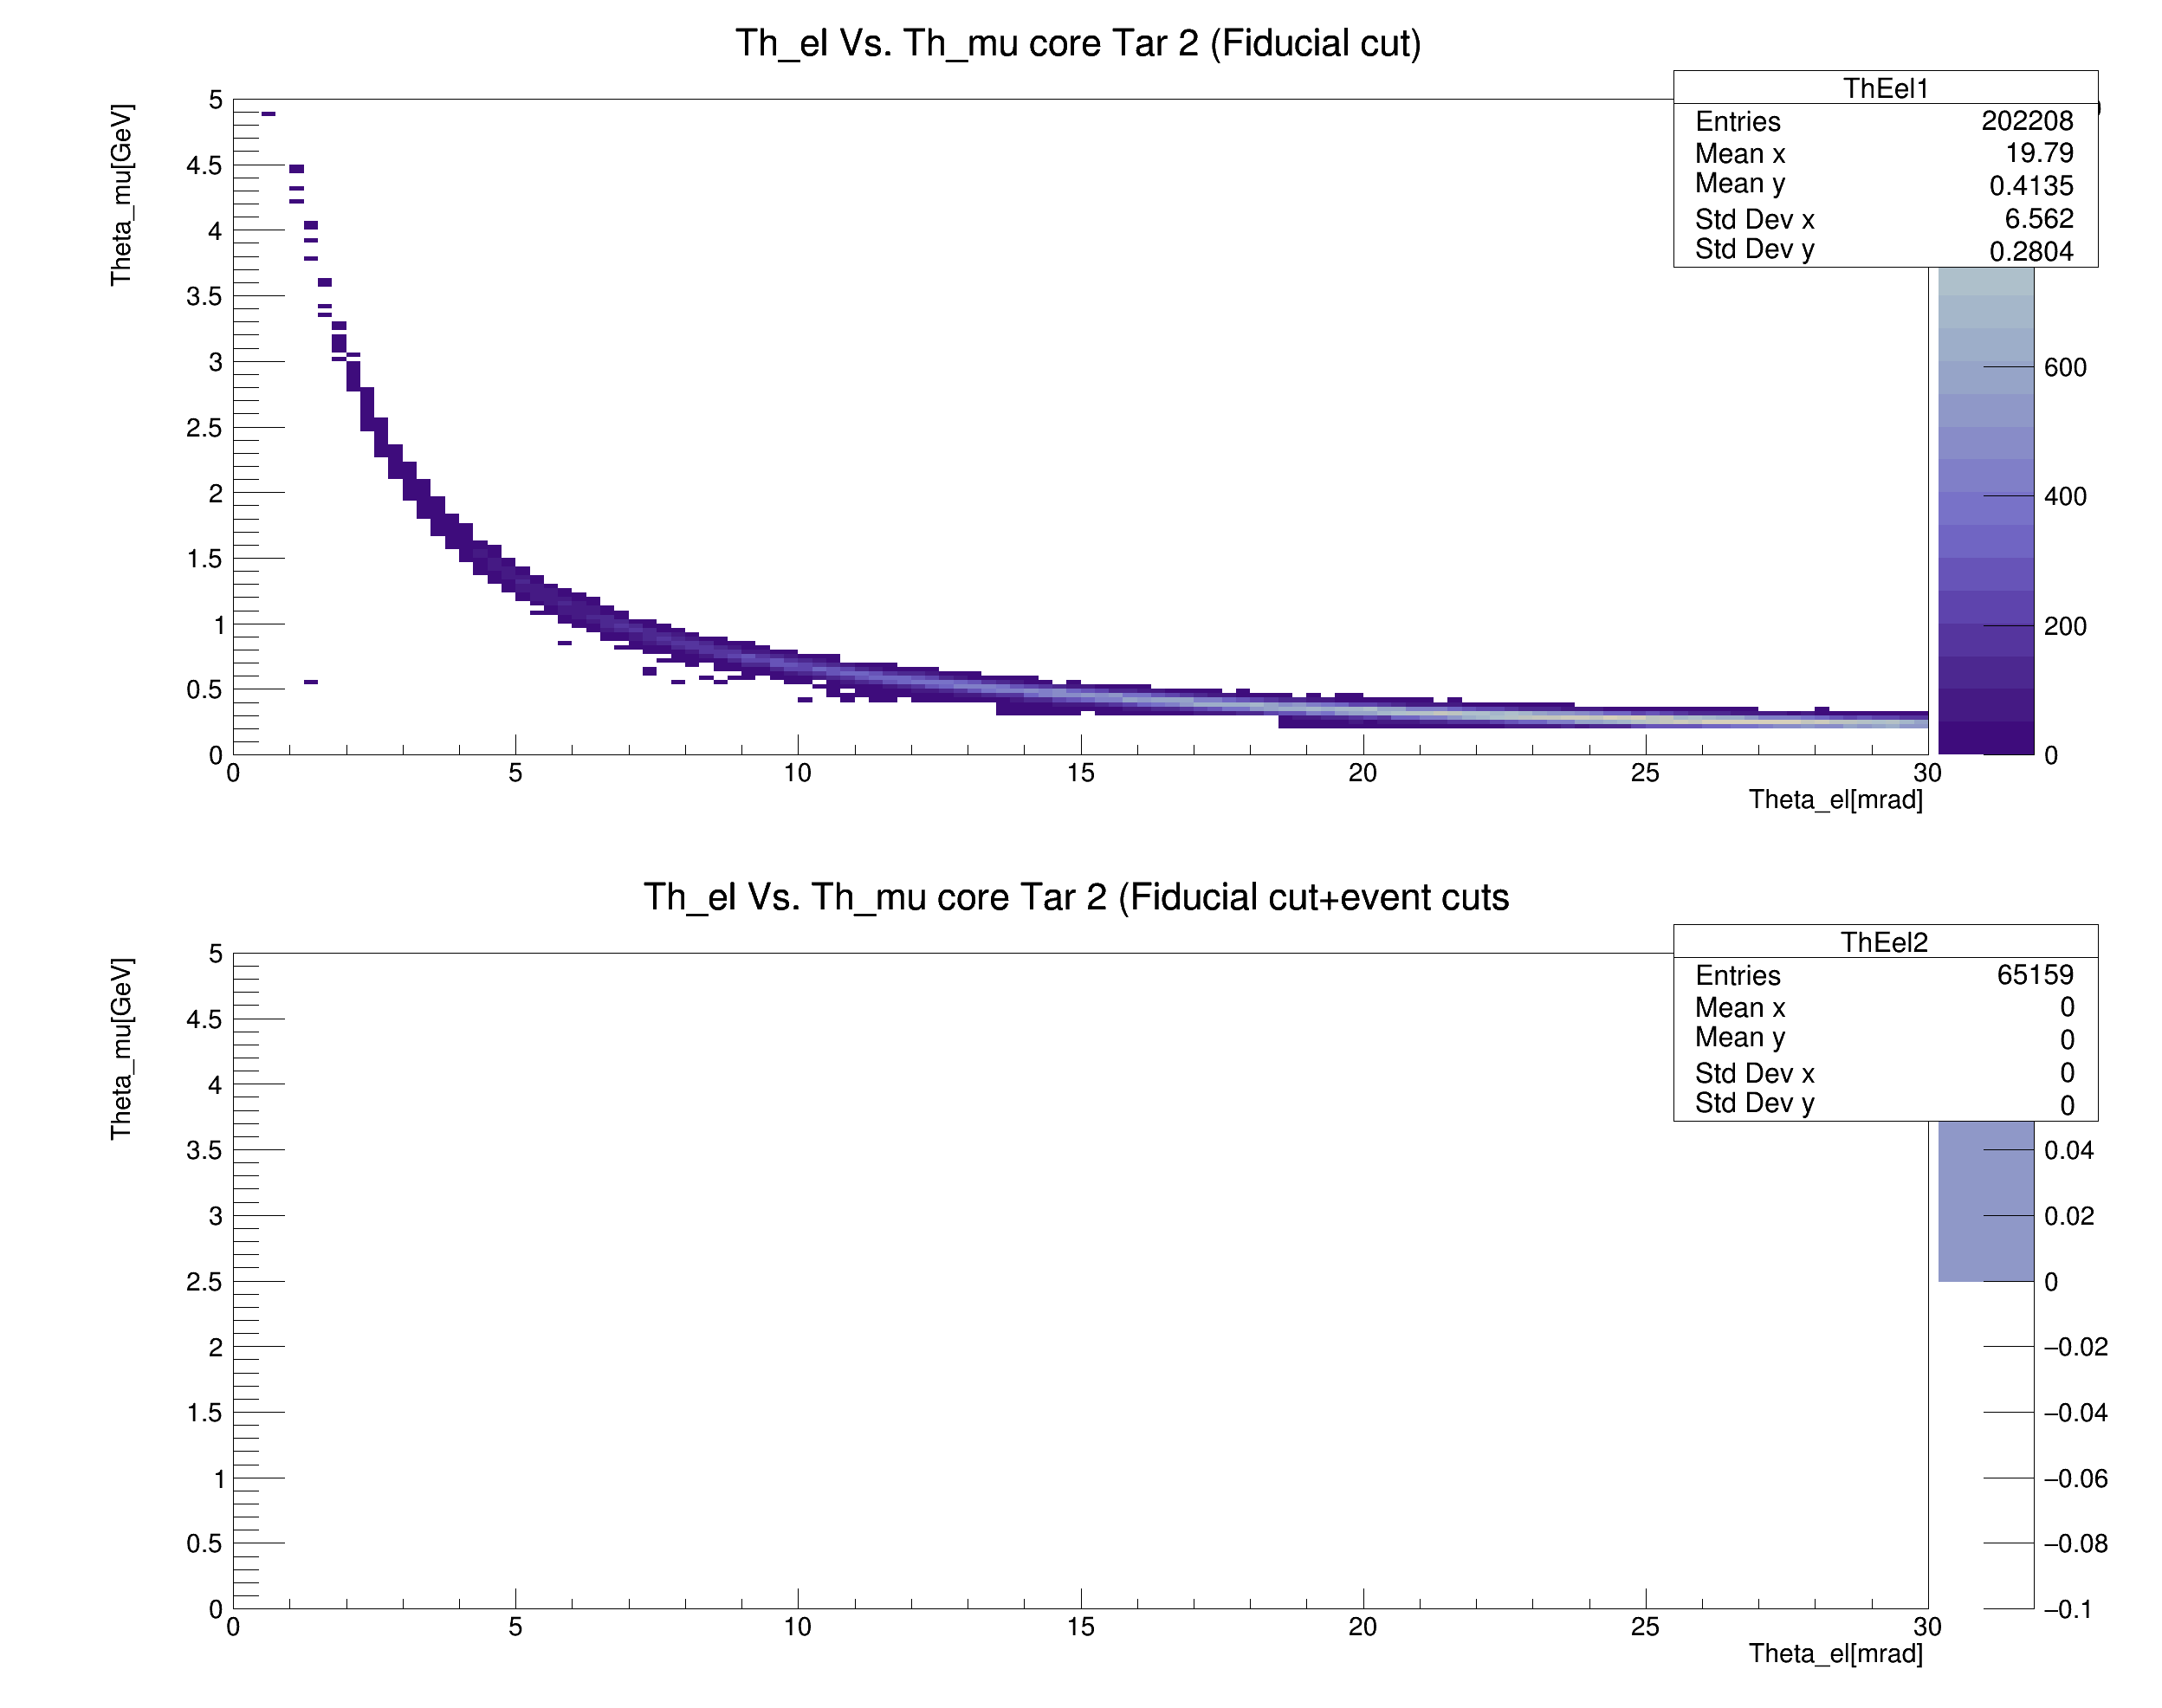 Th_el Vs. Th_mu core Tar 2 (Fiducial cut)
Theta_mu[GeV]
5
4.5
4
3.5
3
2.5
2
1.5
1
0.5
0
0 5 10 15 20 25 30
Theta_el[mrad]
ThEel1
Entries 202208
Mean x 19.79
Mean y 0.4135
Std Dev x 6.562
Std Dev y 0.2804
600
400
200
0
Th_el Vs. Th_mu core Tar 2 (Fiducial cut+event cuts
Theta_mu[GeV]
5
4.5
4
3.5
3
2.5
2
1.5
1
0.5
0
0 5 10 15 20 25 30
Theta_el[mrad]
ThEel2
Entries 65159
Mean x 0
Mean y 0
Std Dev x 0
Std Dev y 0
0.04
0.02
0
−0.02
−0.04
−0.06
−0.08
−0.1